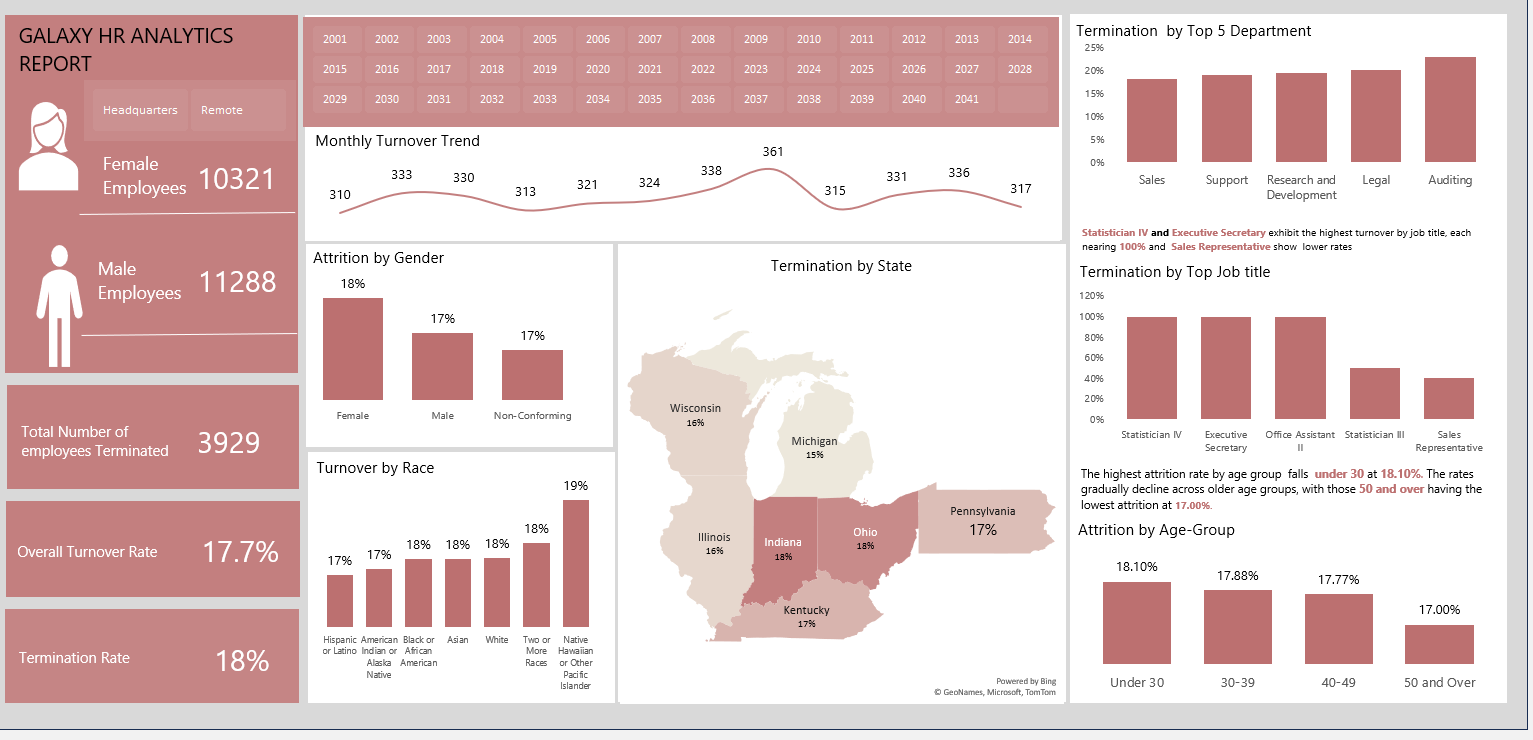 GALAXY HR ANALYTICS
REPORT
Headquarters Remote
Female
Employees 10321
Male
Employees 11288
Total Number of
employees Terminated 3929
Overall Turnover Rate 17.7%
Termination Rate 18%
2001 2002 2003 2004 2005 2006 2007 2008 2009 2010 2011 2012 2013 2014
2015 2016 2017 2018 2019 2020 2021 2022 2023 2024 2025 2026 2027 2028
2029 2030 2031 2032 2033 2034 2035 2036 2037 2038 2039 2040 2041
Monthly Turnover Trend
310 333 330 313 321 324 338 361 315 331 336 317
Attrition by Gender
18% 17% 17%
Female Male Non-Conforming
Turnover by Race
17% 17% 18% 18% 18% 18% 19%
Hispanic American Black or Asian White Two or Native
or Latino Indian or African More Hawaiian
Alaska American Races or Other
Native Pacific
Islander
Termination by State
Wisconsin
16%
Michigan
15%
Illinois
16%
Indiana
18%
Ohio
18%
Pennsylvania
17%
Kentucky
17%
Powered by Bing
© GeoNames, Microsoft, TomTom
Termination by Top 5 Department
25%
20%
15%
10%
5%
0%
Sales Support Research and Legal Auditing
Development
Statistician IV and Executive Secretary exhibit the highest turnover by job title, each
nearing 100% and Sales Representative show lower rates
Termination by Top Job title
120%
100%
80%
60%
40%
20%
0%
Statistician IV Executive Office Assistant Statistician III Sales
Secretary II Representative
The highest attrition rate by age group falls under 30 at 18.10%. The rates
gradually decline across older age groups, with those 50 and over having the
lowest attrition at 17.00%.
Attrition by Age-Group
18.10% 17.88% 17.77% 17.00%
Under 30 30-39 40-49 50 and Over